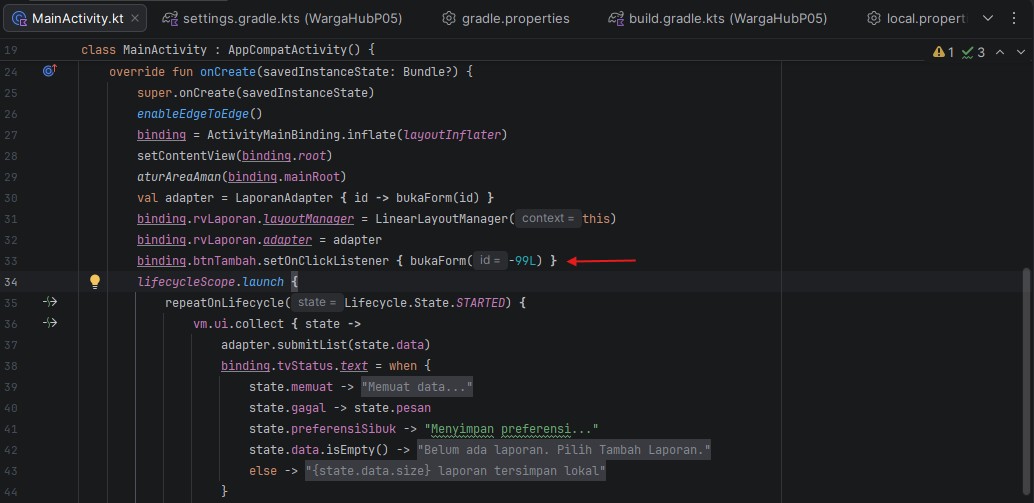 MainActivity.kt
settings.gradle.kts (WargaHubP05)
gradle.properties
build.gradle.kts (WargaHubP05)
local.properti
1 3
19 class MainActivity : AppCompatActivity() {
24 override fun onCreate(savedInstanceState: Bundle?) {
25 super.onCreate(savedInstanceState)
26 enableEdgeToEdge()
27 binding = ActivityMainBinding.inflate(layoutInflater)
28 setContentView(binding.root)
29 aturAreaAman(binding.mainRoot)
30 val adapter = LaporanAdapter { id -> bukaForm(id) }
31 binding.rvLaporan.layoutManager = LinearLayoutManager( context = this)
32 binding.rvLaporan.adapter = adapter
33 binding.btnTambah.setOnClickListener { bukaForm( id = -99L) }
34 lifecycleScope.launch {
35 repeatOnLifecycle( state = Lifecycle.State.STARTED) {
36 vm.ui.collect { state ->
37 adapter.submitList(state.data)
38 binding.tvStatus.text = when {
39 state.memuat -> "Memuat data..."
40 state.gagal -> state.pesan
41 state.preferensiSibuk -> "Menyimpan preferensi..."
42 state.data.isEmpty() -> "Belum ada laporan. Pilih Tambah Laporan."
43 else -> "{state.data.size} laporan tersimpan lokal"
44 }